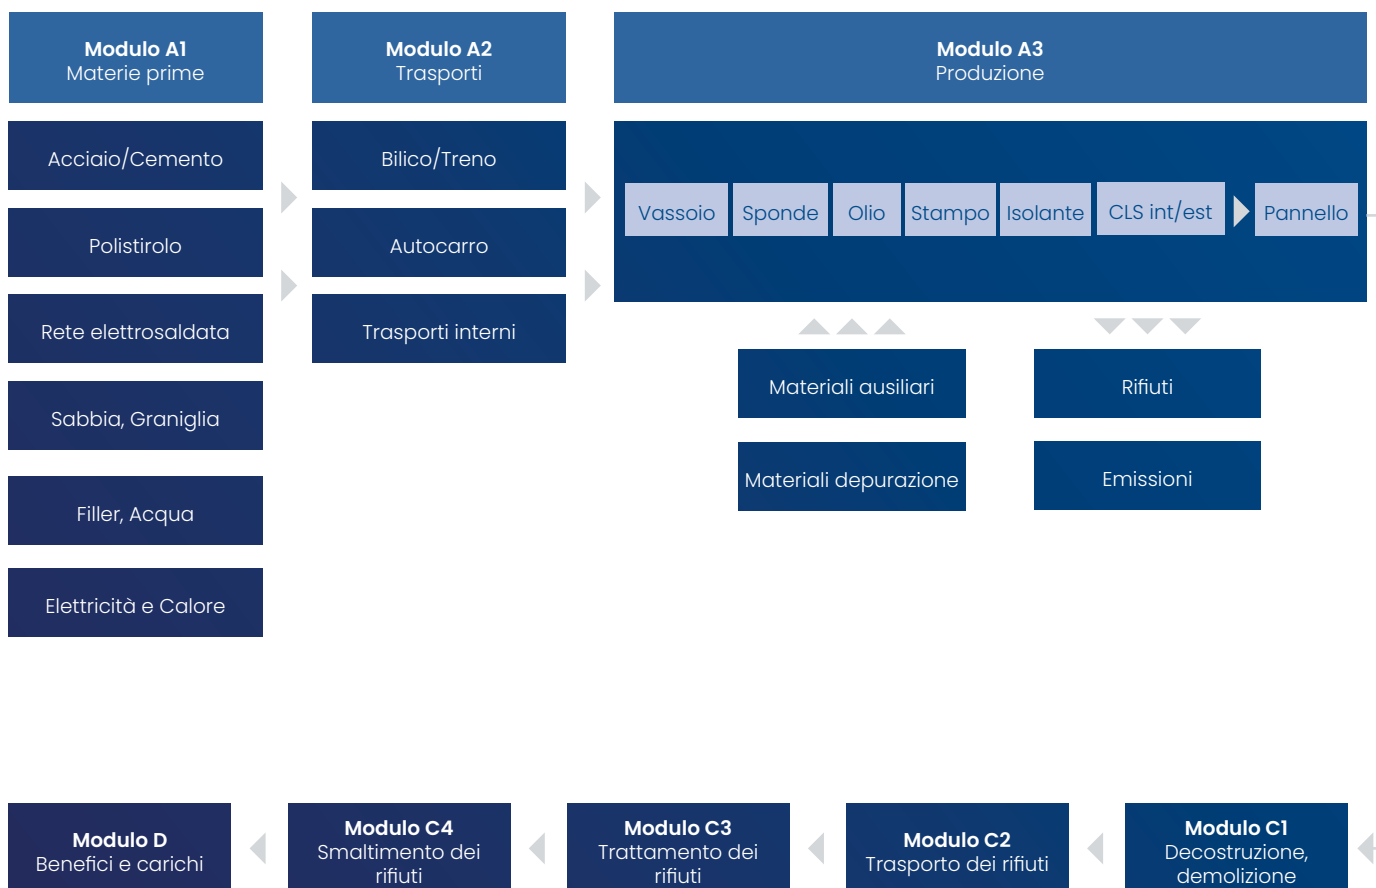 Modulo A1
Materie prime
Modulo A2
Trasporti
Modulo A3
Produzione
Acciaio/Cemento
Polistirolo
Rete elettrosaldata
Sabbia, Graniglia
Filler, Acqua
Elettricità e Calore
Bilico/Treno
Autocarro
Trasporti interni
Vassoio
Sponde
Olio
Stampo
Isolante
CLS int/est
Pannello
Materiali ausiliari
Materiali depurazione
Rifiuti
Emissioni
Modulo D
Benefici e carichi
Modulo C4
Smaltimento dei
rifiuti
Modulo C3
Trattamento dei
rifiuti
Modulo C2
Trasporto dei rifiuti
Modulo C1
Decostruzione,
demolizione